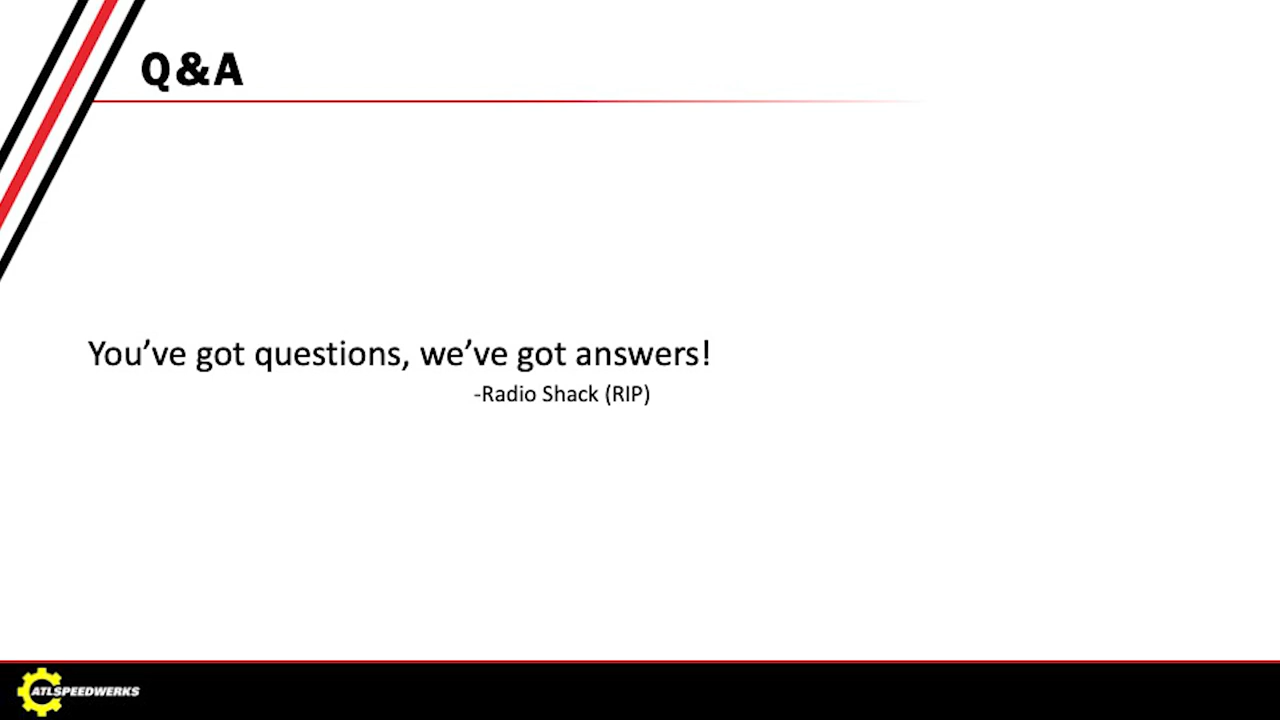 Q&A
You’ve got questions, we’ve got answers!
-Radio Shack (RIP)
ATLSPEEDWERKS